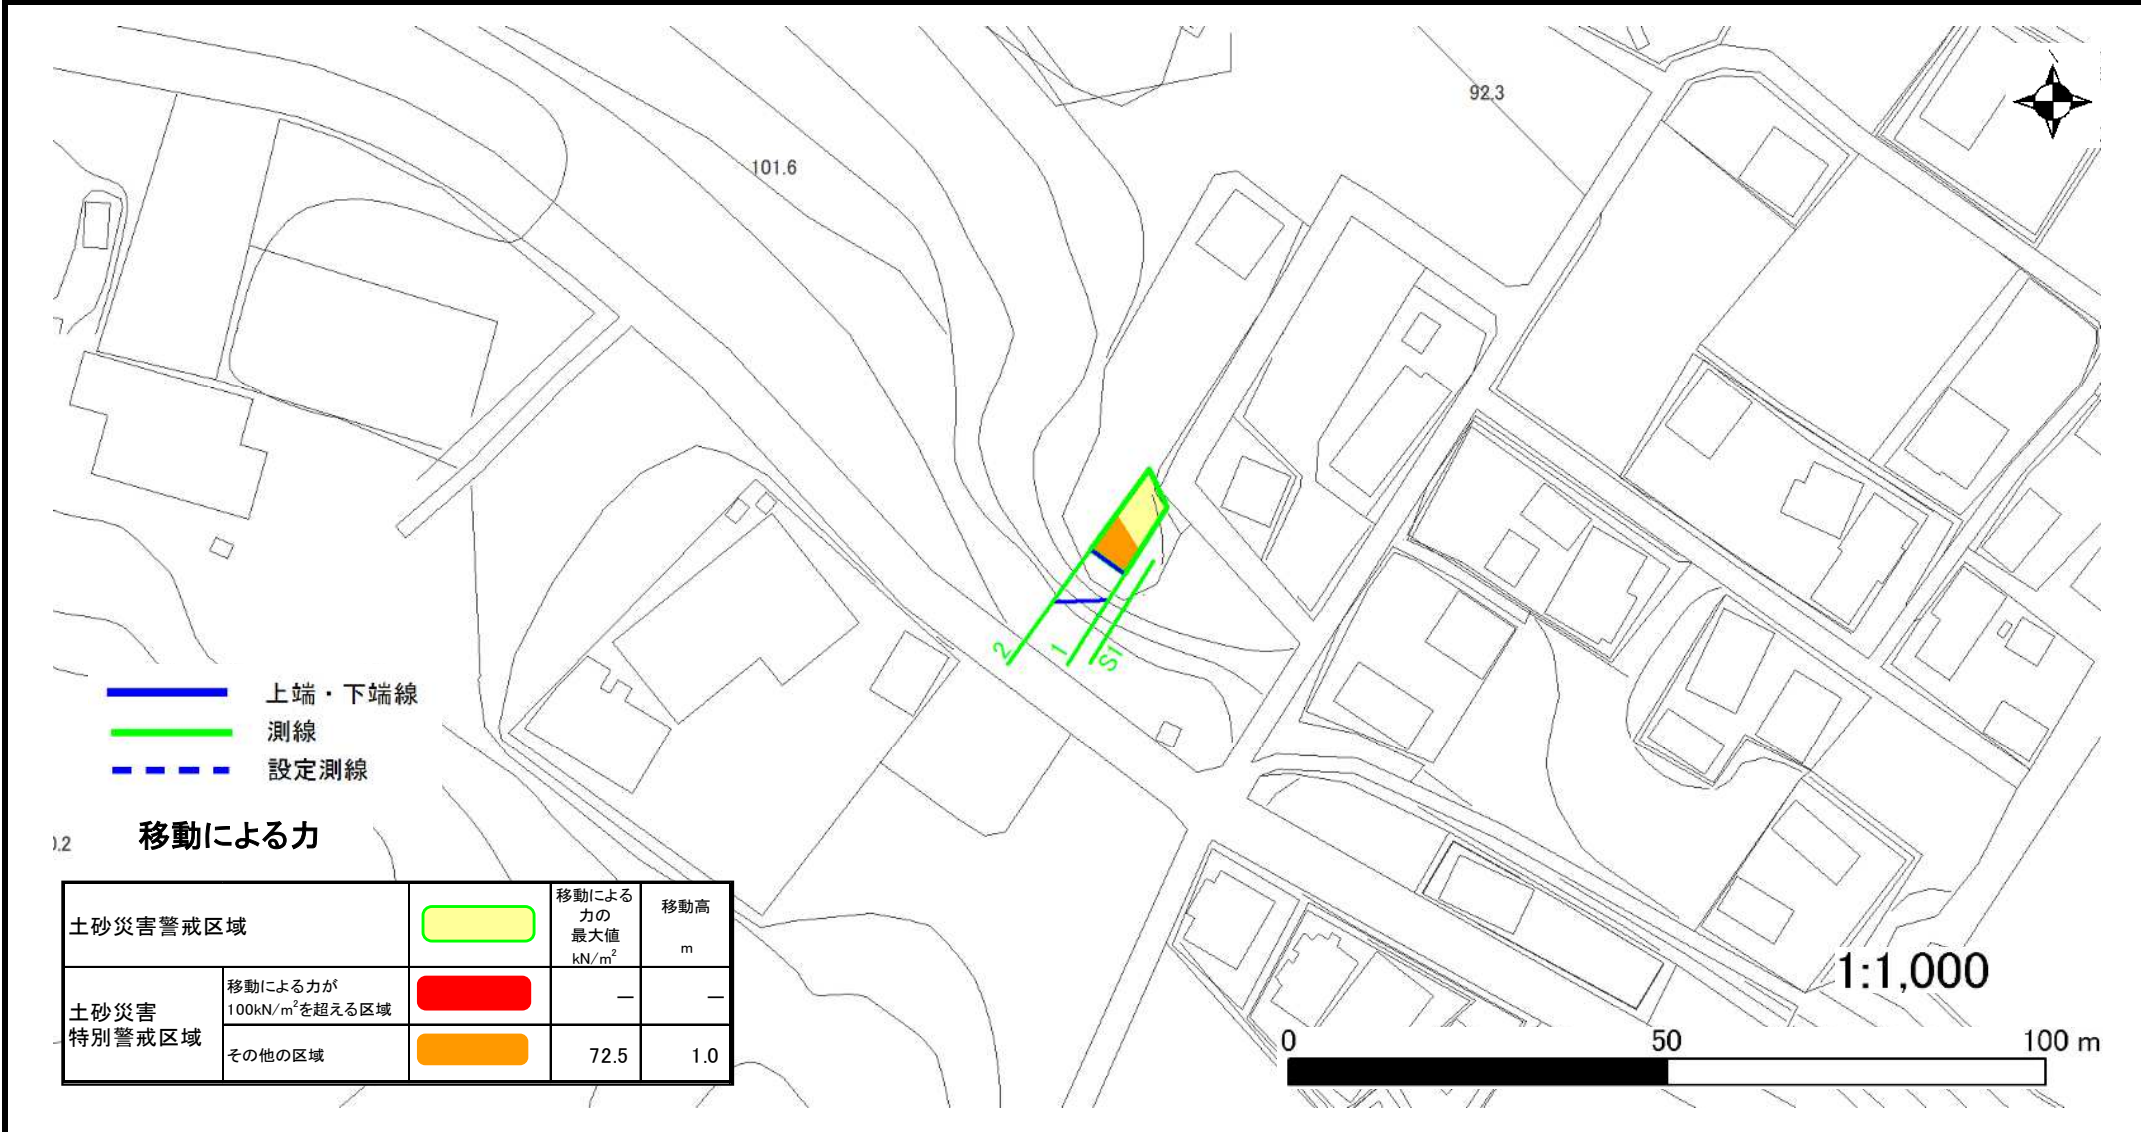 92.3
101.6
2
1
S1
上端・下端線
測線
設定測線
移動による力
0.2
土砂災害警戒区域
移動による
力の
最大値
kN/m²
移動高
m
土砂災害
特別警戒区域
移動による力が
100kN/m²を超える区域
－
－
その他の区域
72.5
1.0
1:1,000
0
50
100 m